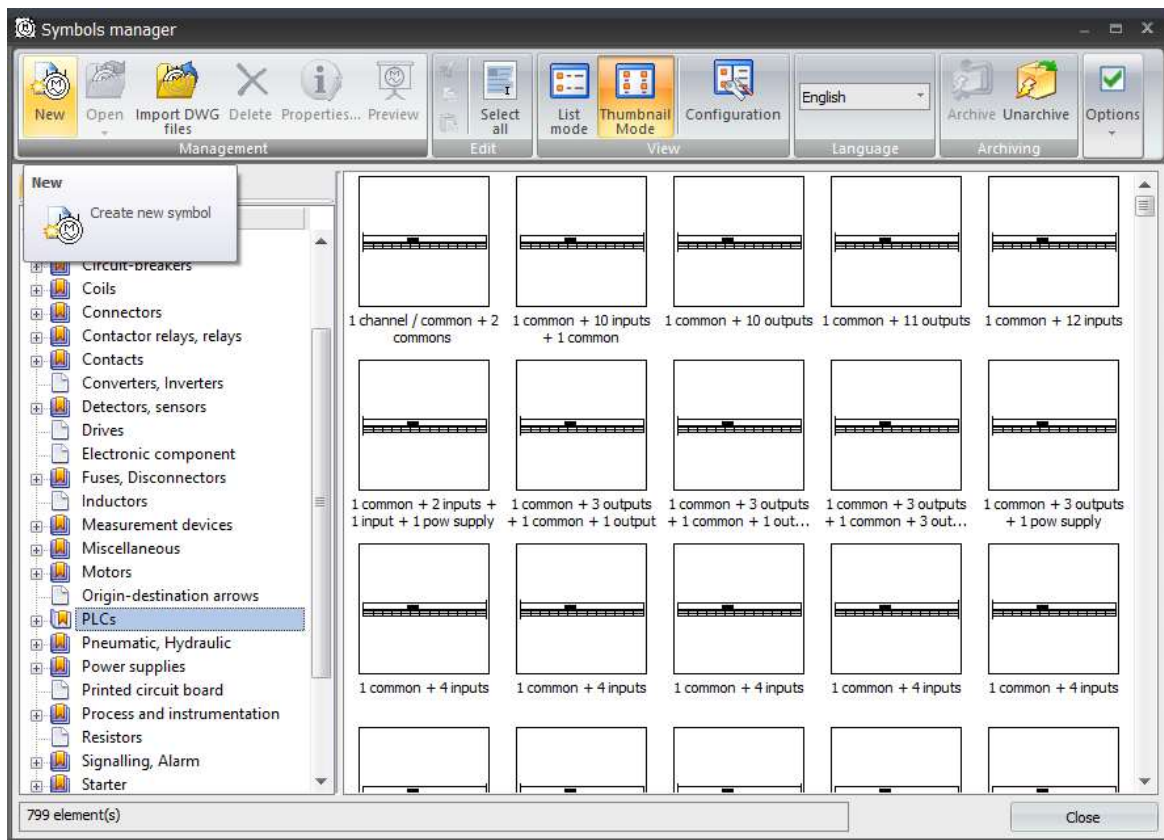 Symbols manager
New
Open
Import DWG
files
Delete
Properties...
Preview
Management
Select
all
Edit
List
mode
Thumbnail
Mode
Configuration
View
English
Language
Archive
Unarchive
Archiving
Options
New
Create new symbol
Circuit-breakers
Coils
Connectors
Contactor relays, relays
Contacts
Converters, Inverters
Detectors, sensors
Drives
Electronic component
Fuses, Disconnectors
Inductors
Measurement devices
Miscellaneous
Motors
Origin-destination arrows
PLCs
Pneumatic, Hydraulic
Power supplies
Printed circuit board
Process and instrumentation
Resistors
Signalling, Alarm
Starter
1 channel / common + 2
commons
1 common + 10 inputs
+ 1 common
1 common + 10 outputs
1 common + 11 outputs
1 common + 12 inputs
1 common + 2 inputs +
1 input + 1 pow supply
1 common + 3 outputs
+ 1 common + 1 output
1 common + 3 outputs
+ 1 common + 1 out...
1 common + 3 outputs
+ 1 common + 3 out...
1 common + 3 outputs
+ 1 pow supply
1 common + 4 inputs
1 common + 4 inputs
1 common + 4 inputs
1 common + 4 inputs
1 common + 4 inputs
799 element(s)
Close